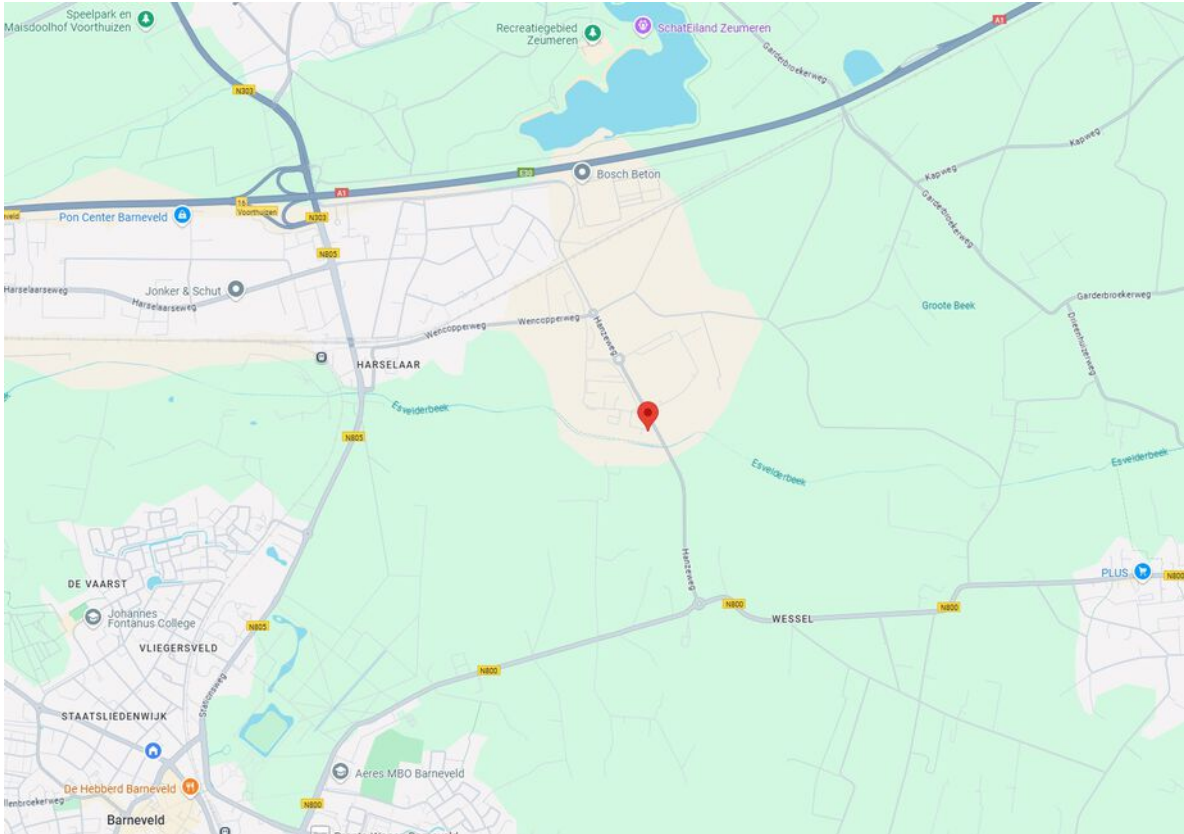 Speelpark en
Maisdoolhof Voorthuizen
Recreatiegebied
Zeumeren
SchatEiland Zeumeren
A1
Garderbroekerweg
N303
Kapweg
Kapweg
E30
Bosch Beton
A1
16
Voorthuizen
Pon Center Barneveld
N303
Garderbroekerweg
N805
Harselaarseweg
Jonker & Schut
Harselaarseweg
Groote Beek
Garderbroekerweg
Wencopperweg
Wencopperweg
Hanzeweg
Drieenhuizerweg
HARSELAAR
Esvelderbeek
N805
Esvelderbeek
Esvelderbeek
Hanzeweg
PLUS
N800
DE VAARST
Johannes
Fontanus College
N805
N800
N800
WESSEL
VLIEGERSVELD
N800
Stationsweg
STAATSLIEDENWIJK
De Hebberd Barneveld
Aeres MBO Barneveld
N800
Barneveld